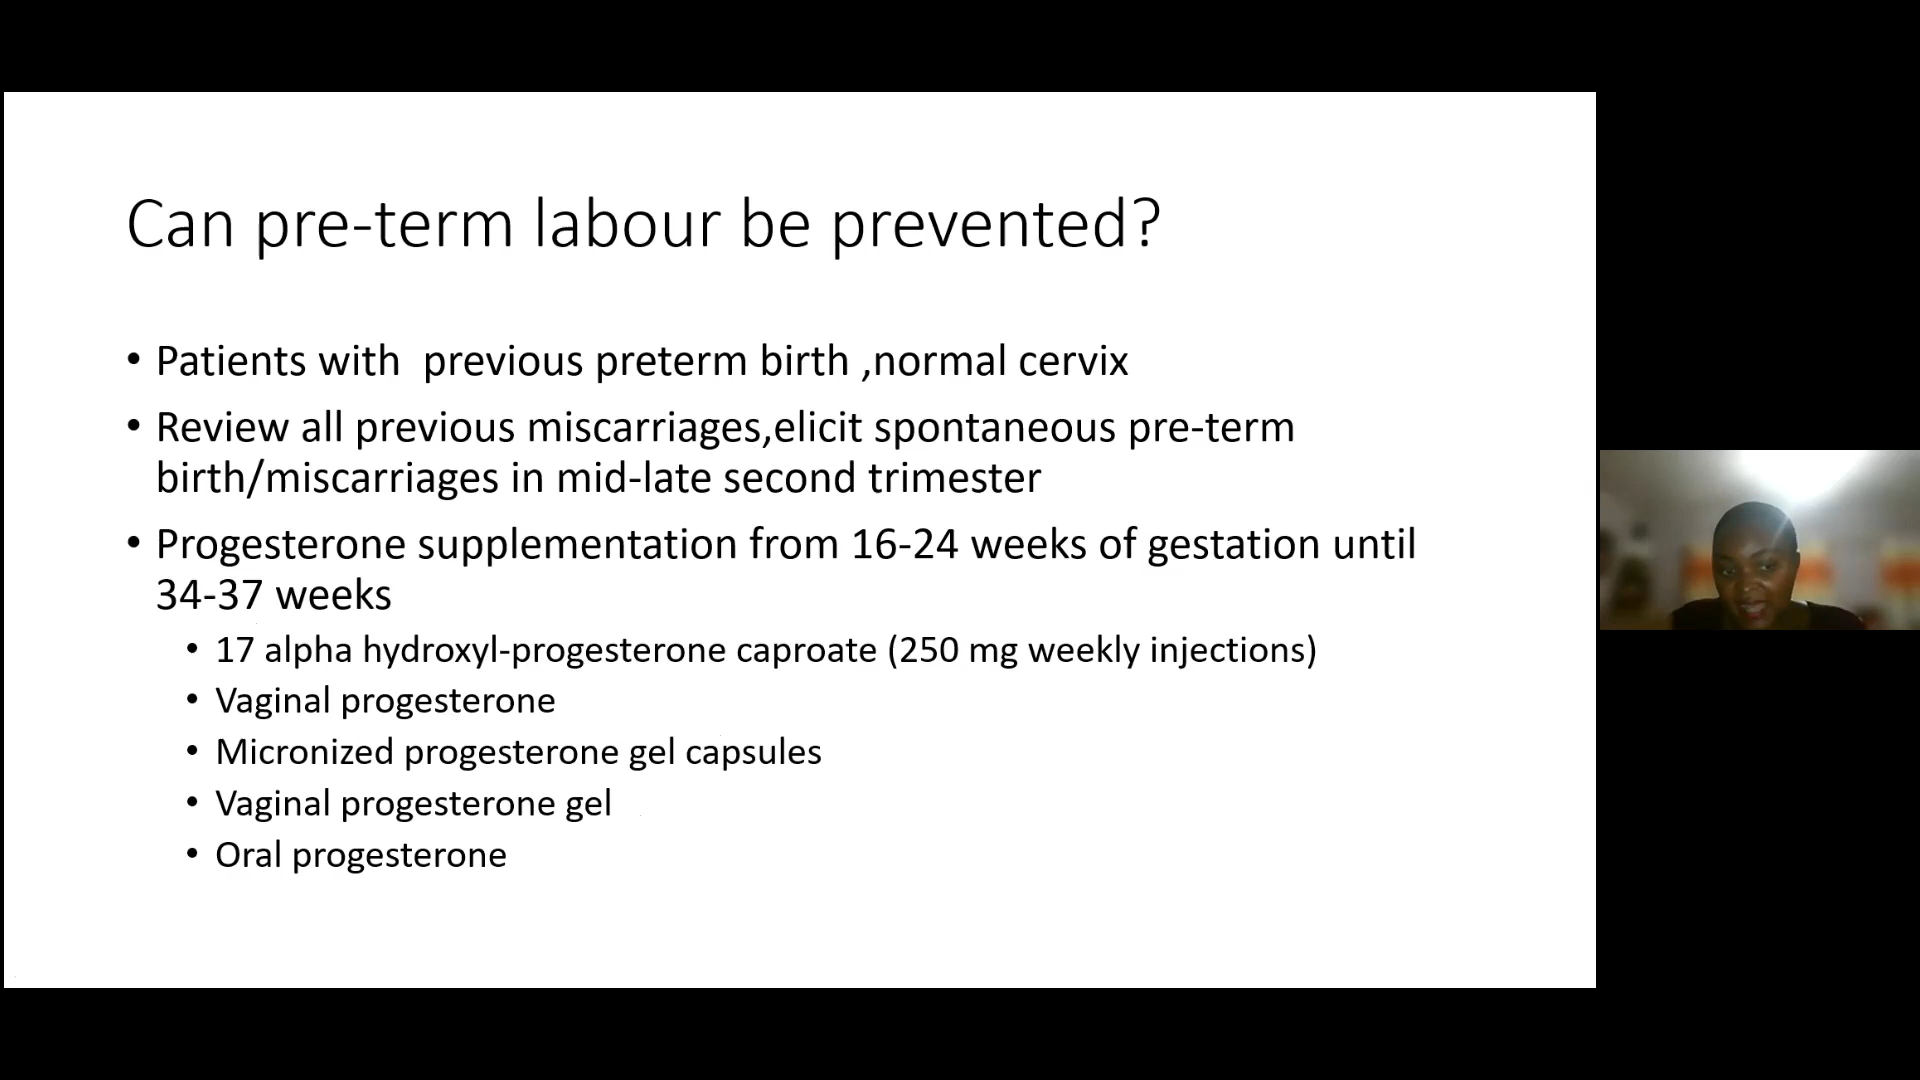 Can pre-term labour be prevented?
• Patients with  previous preterm birth ,normal cervix
• Review all previous miscarriages,elicit spontaneous pre-term
birth/miscarriages in mid-late second trimester
• Progesterone supplementation from 16-24 weeks of gestation until
34-37 weeks
• 17 alpha hydroxyl-progesterone caproate (250 mg weekly injections)
• Vaginal progesterone
• Micronized progesterone gel capsules
• Vaginal progesterone gel
• Oral progesterone